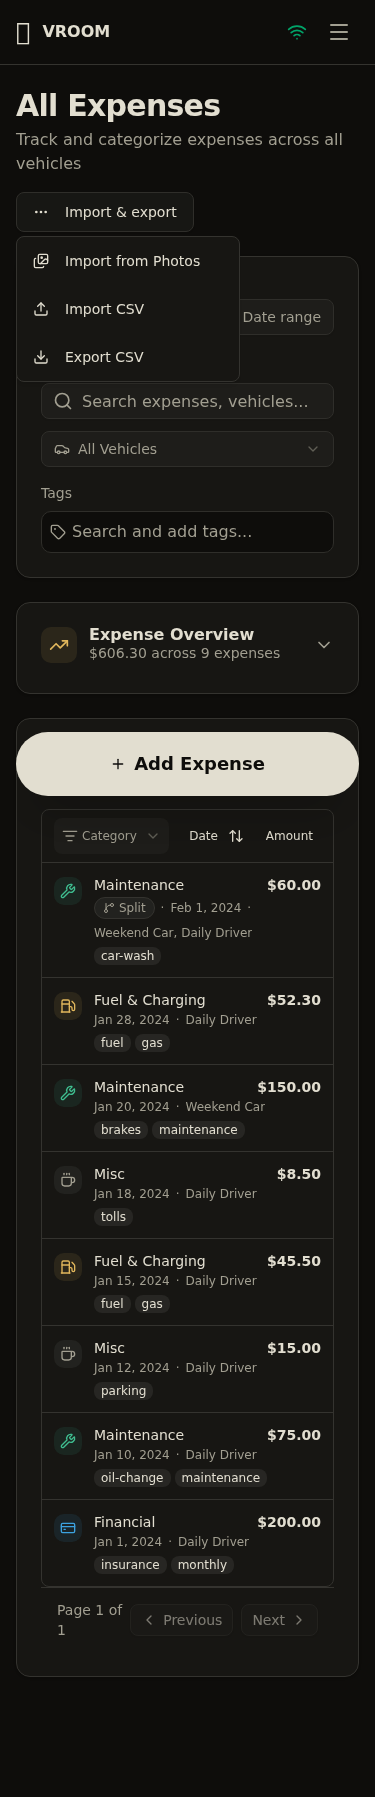 VROOM
All Expenses
Track and categorize expenses across all
vehicles
Import & export
Import from Photos
Import CSV
Export CSV
Date range
Search expenses, vehicles...
All Vehicles
Tags
Search and add tags...
Expense Overview
$606.30 across 9 expenses
+ Add Expense
Category Date Amount
Maintenance $60.00
Split · Feb 1, 2024 ·
Weekend Car, Daily Driver
car-wash
Fuel & Charging $52.30
Jan 28, 2024 · Daily Driver
fuel gas
Maintenance $150.00
Jan 20, 2024 · Weekend Car
brakes maintenance
Misc $8.50
Jan 18, 2024 · Daily Driver
tolls
Fuel & Charging $45.50
Jan 15, 2024 · Daily Driver
fuel gas
Misc $15.00
Jan 12, 2024 · Daily Driver
parking
Maintenance $75.00
Jan 10, 2024 · Daily Driver
oil-change maintenance
Financial $200.00
Jan 1, 2024 · Daily Driver
insurance monthly
Page 1 of
1
Previous Next